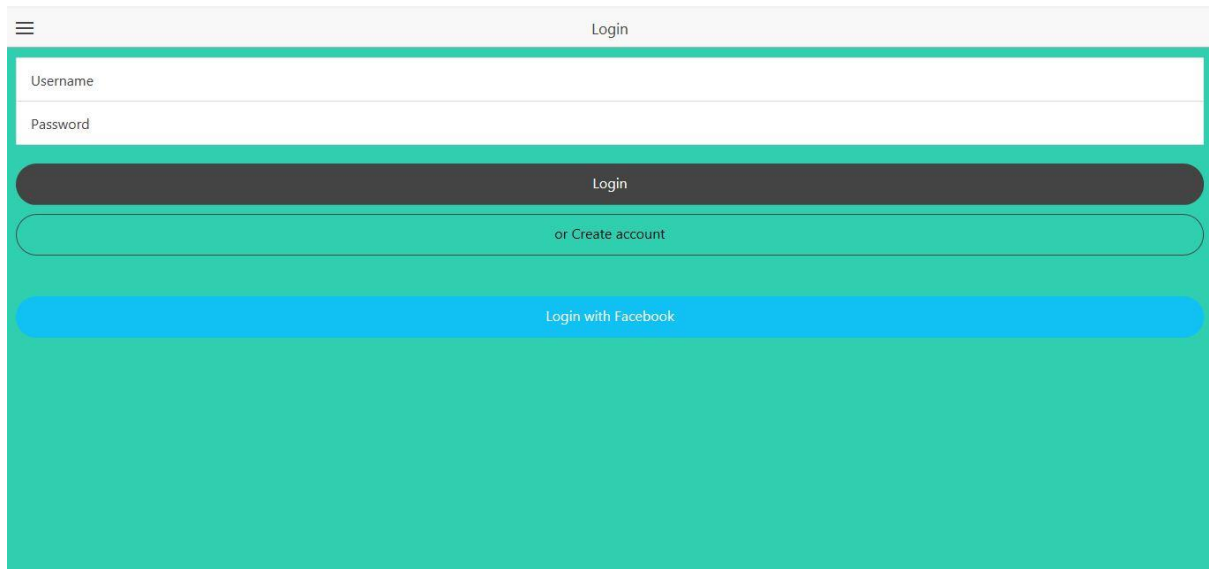 Login
Username
Password
Login
or Create account
Login with Facebook